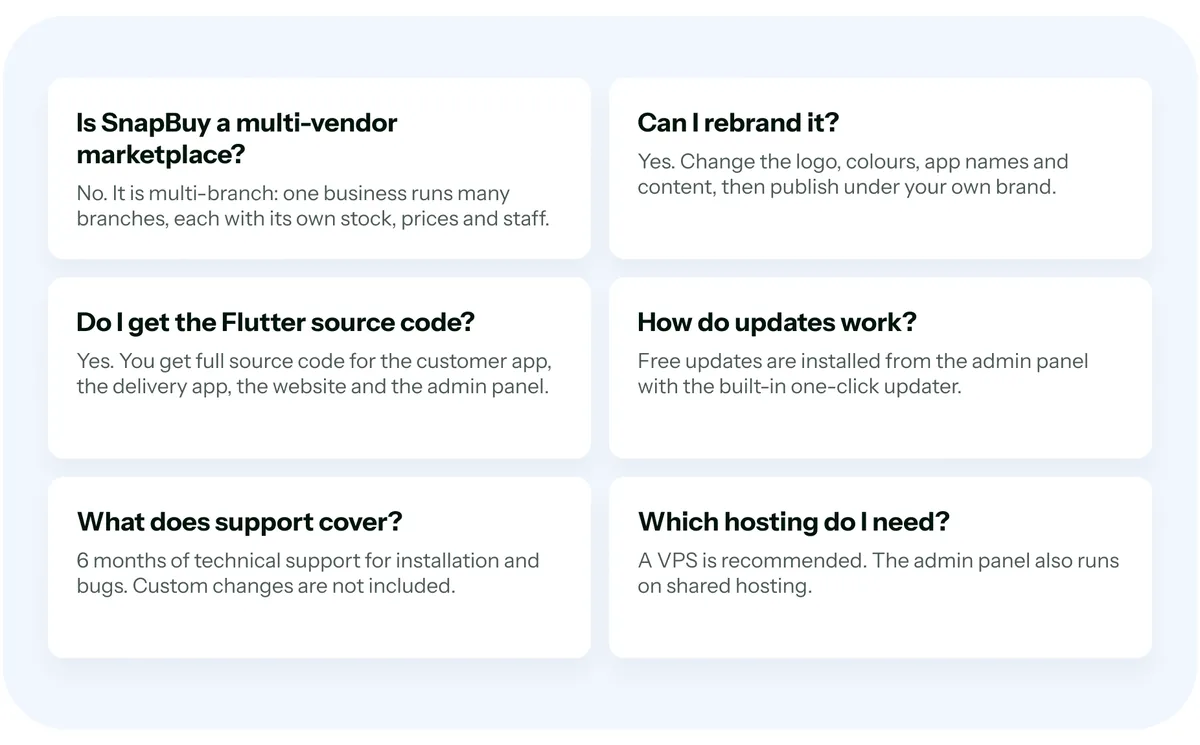 Is SnapBuy a multi-vendor
marketplace?
No. It is multi-branch: one business runs many
branches, each with its own stock, prices and staff.
Can I rebrand it?
Yes. Change the logo, colours, app names and
content, then publish under your own brand.
Do I get the Flutter source code?
Yes. You get full source code for the customer app,
the delivery app, the website and the admin panel.
How do updates work?
Free updates are installed from the admin panel
with the built-in one-click updater.
What does support cover?
6 months of technical support for installation and
bugs. Custom changes are not included.
Which hosting do I need?
A VPS is recommended. The admin panel also runs
on shared hosting.